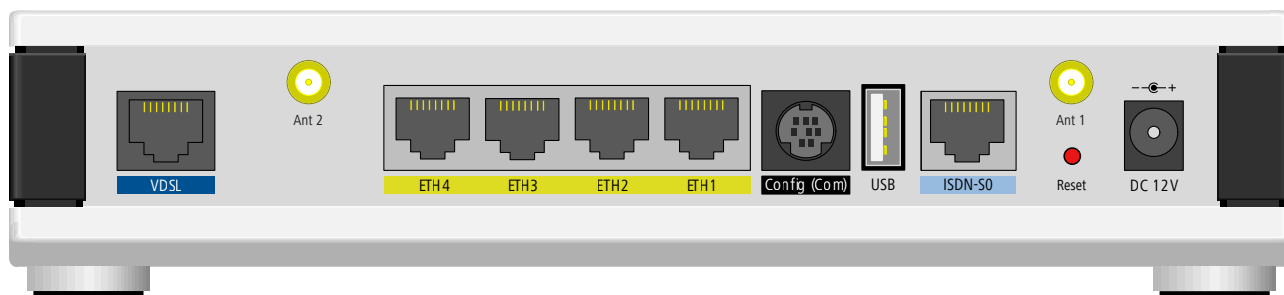 Ant 2
Ant 1
- +
VDSL
ETH4
ETH3
ETH2
ETH1
Config (Com)
USB
ISDN-S0
Reset
DC 12V